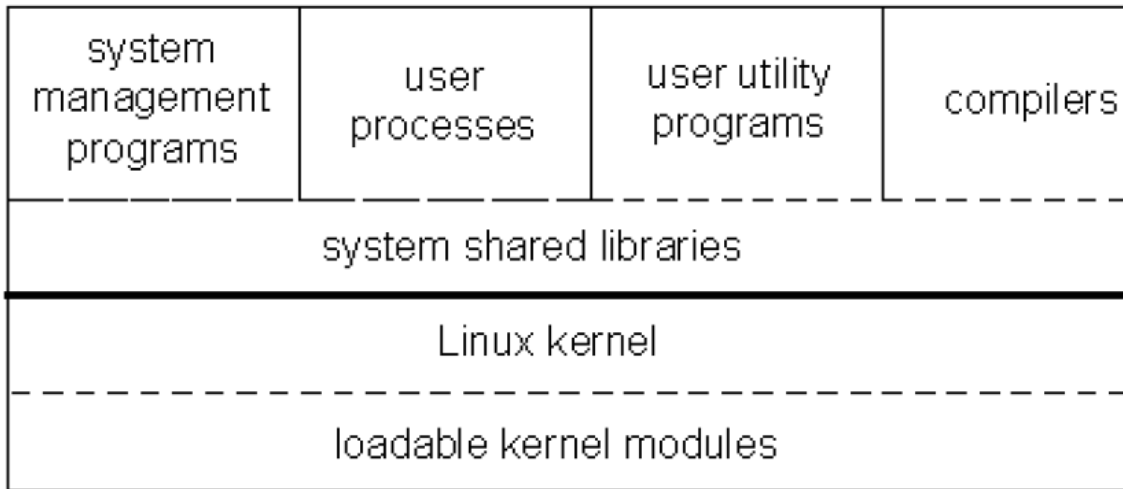 system
management
programs
user
processes
user utility
programs
compilers
system shared libraries
Linux kernel
loadable kernel modules